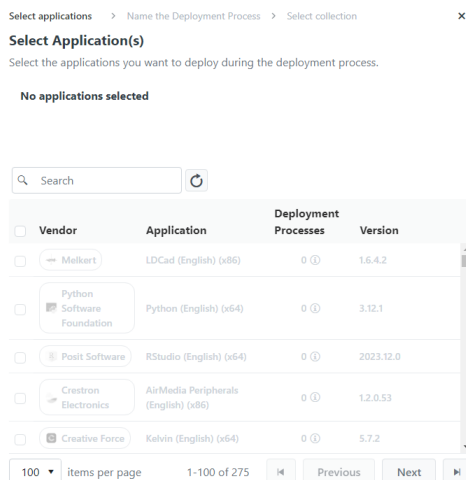 Select applications > Name the Deployment Process > Select collection ×
Select Application(s)
Select the applications you want to deploy during the deployment process.
No applications selected
Search
Deployment
Vendor Application Processes Version
Melkert LDCad (English) (x86) 0 1.6.4.2
Python
Software Python (English) (x64) 0 3.12.1
Foundation
Posit Software RStudio (English) (x64) 0 2023.12.0
Crestron AirMedia Peripherals
Electronics (English) (x86) 0 1.2.0.53
Creative Force Kelvin (English) (x64) 0 5.7.2
100 items per page 1-100 of 275 Previous Next